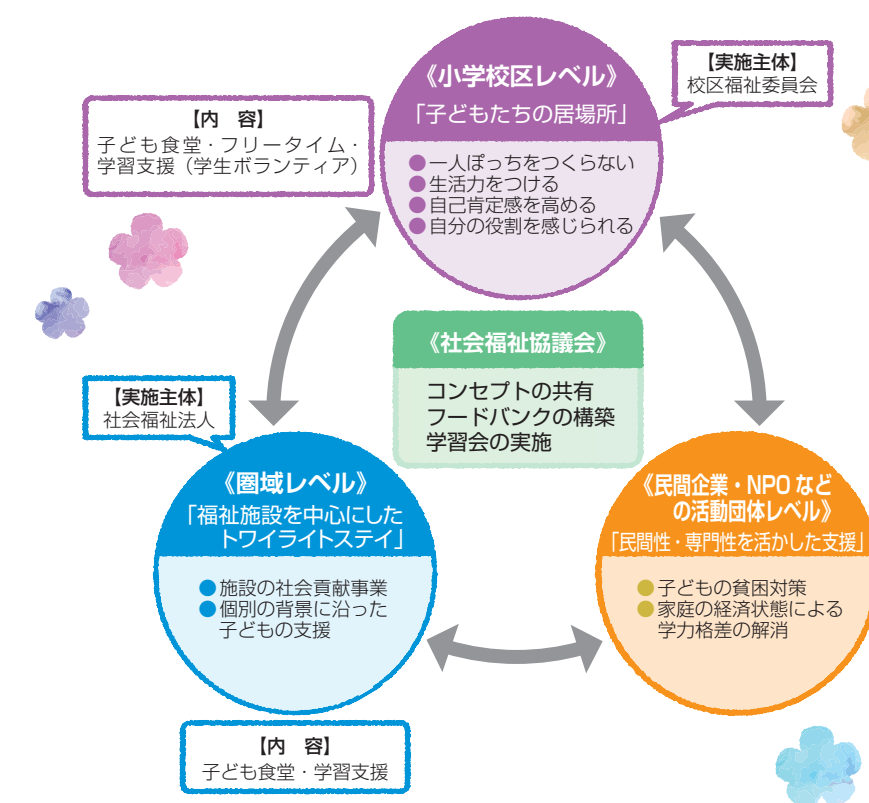 《小学校区レベル》
「子どもたちの居場所」
●一人ぼっちをつくらない
●生活力をつける
●自己肯定感を高める
●自分の役割を感じられる
【実施主体】
校区福祉委員会
【内　容】
子ども食堂・フリータイム・
学習支援（学生ボランティア）
《社会福祉協議会》
コンセプトの共有
フードバンクの構築
学習会の実施
【実施主体】
社会福祉法人
《圏域レベル》
「福祉施設を中心にした
トワイライトステイ」
●施設の社会貢献事業
●個別の背景に沿った
子どもの支援
【内　容】
子ども食堂・学習支援
《民間企業・NPOなど
の活動団体レベル》
「民間性・専門性を活かした支援」
●子どもの貧困対策
●家庭の経済状態による
学力格差の解消